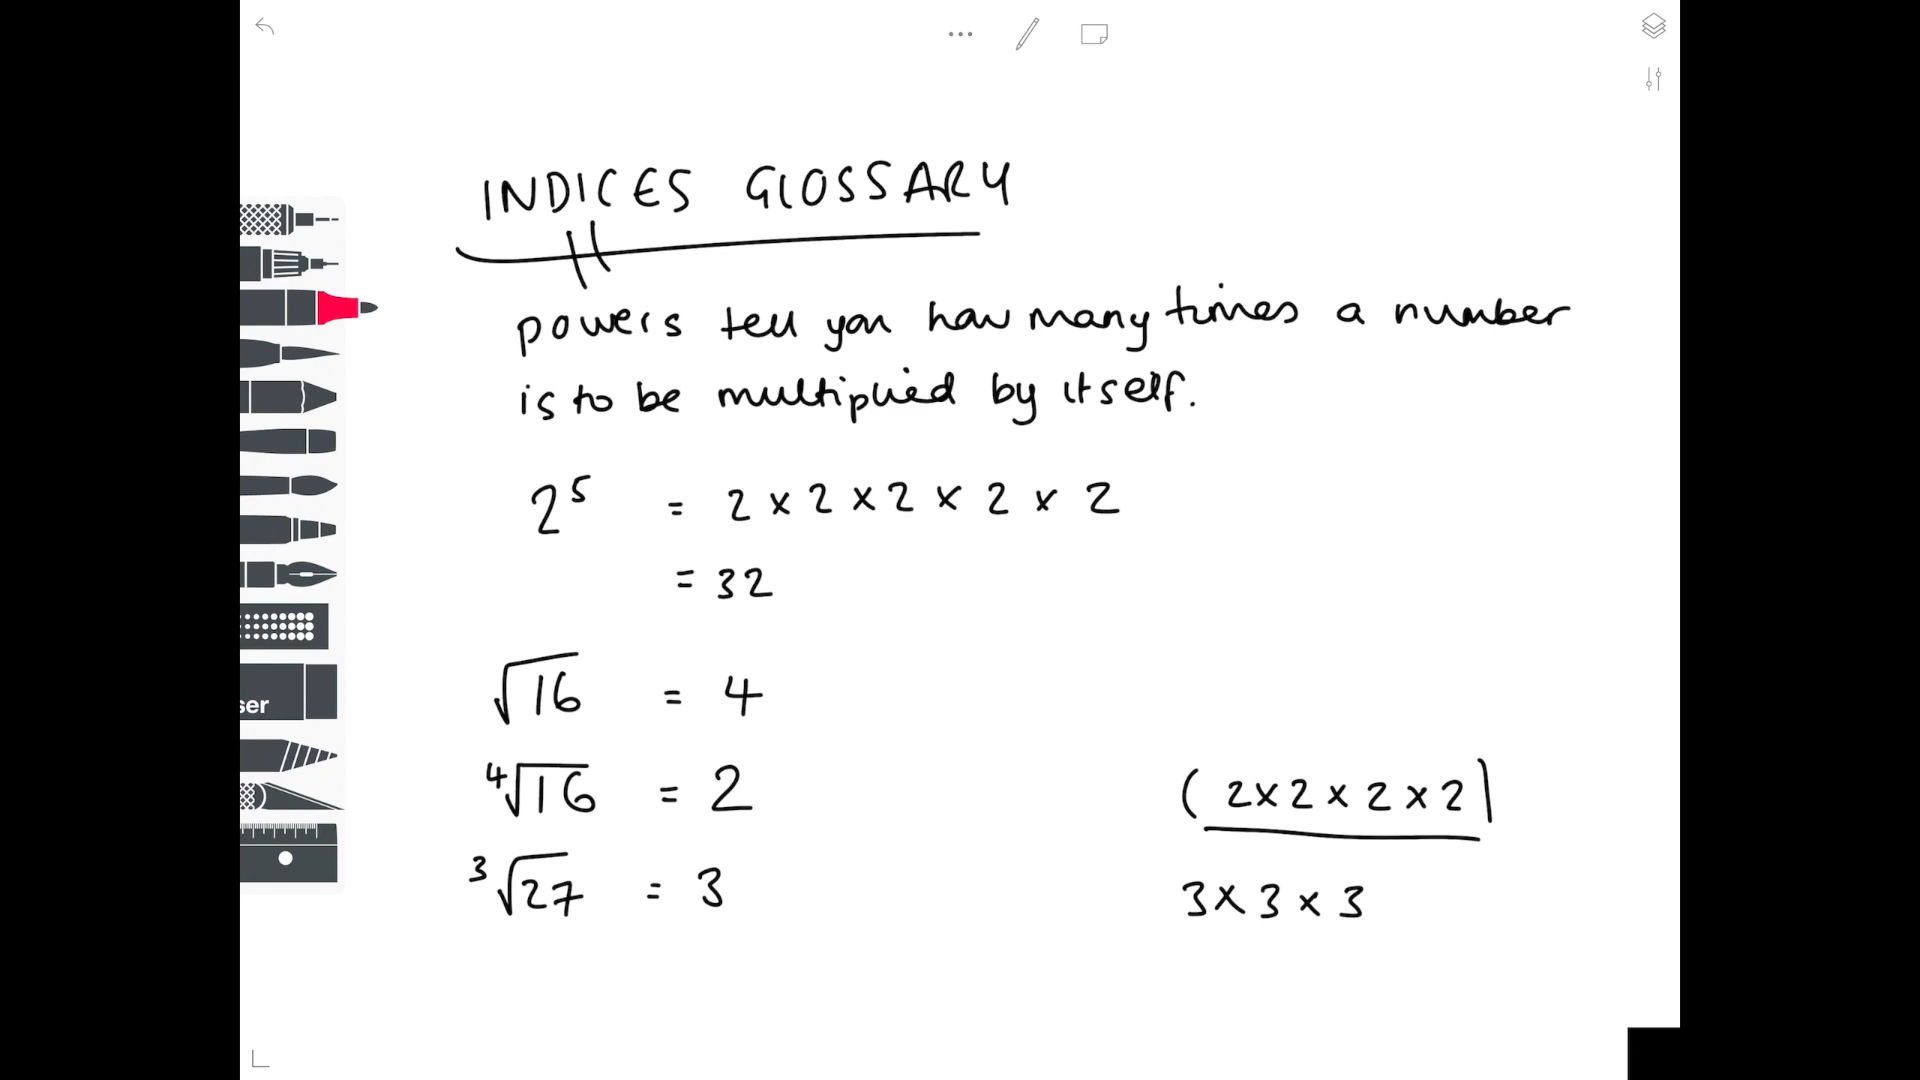 INDICES GLOSSARY
powers tell you how many times a number
is to be multiplied by itself.
2⁵ = 2 x 2 x 2 x 2 x 2
= 32
√16 = 4
⁴√16 = 2 (2x2x2x2)
³√27 = 3 3x3x3
ser